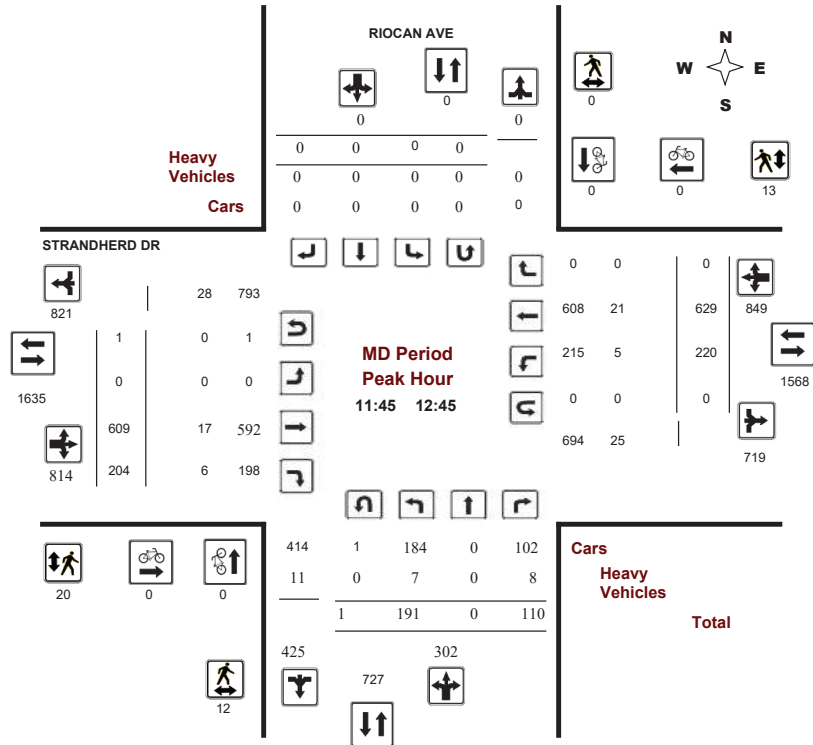 RIOCAN AVE
N
W E
S
0
0
0
0
0 0 0 0
Heavy
Vehicles
0 0 0 0 0
Cars
0 0 0 0 0
0 0 13
STRANDHERD DR
821
28 793
1 0 1
1635
0 0 0
609 17 592
814
204 6 198
MD Period
Peak Hour
11:45 12:45
0 0 0
849
608 21 629
215 5 220
1568
0 0 0
694 25
719
20 0 0
12
414 1 184 0 102
11 0 7 0 8
1 191 0 110
425 302
727
Cars
Heavy
Vehicles
Total